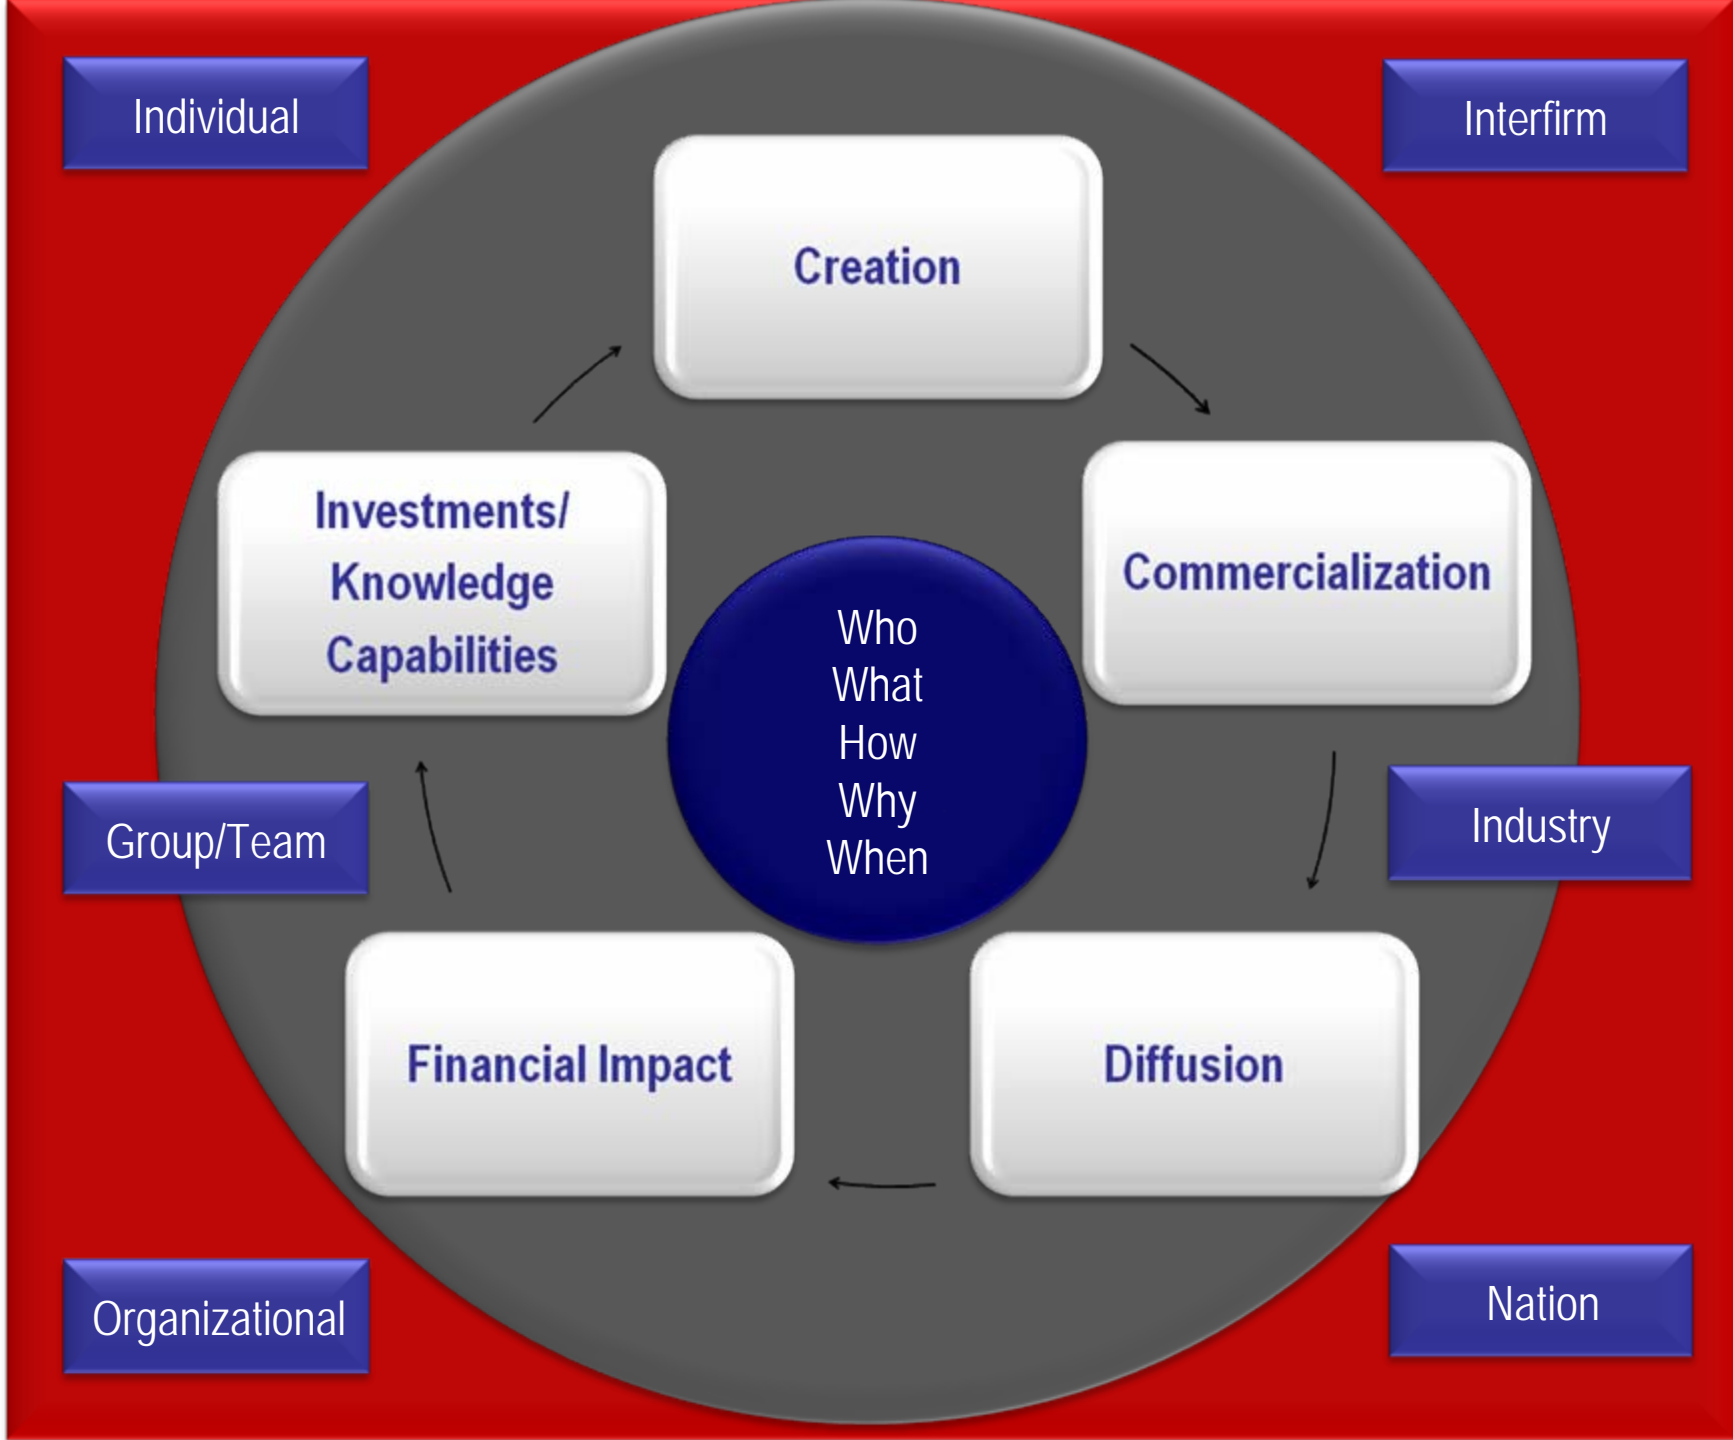 Individual
Interfirm
Creation
Investments/
Knowledge
Capabilities
Commercialization
Who
What
How
Why
When
Group/Team
Industry
Financial Impact
Diffusion
Organizational
Nation